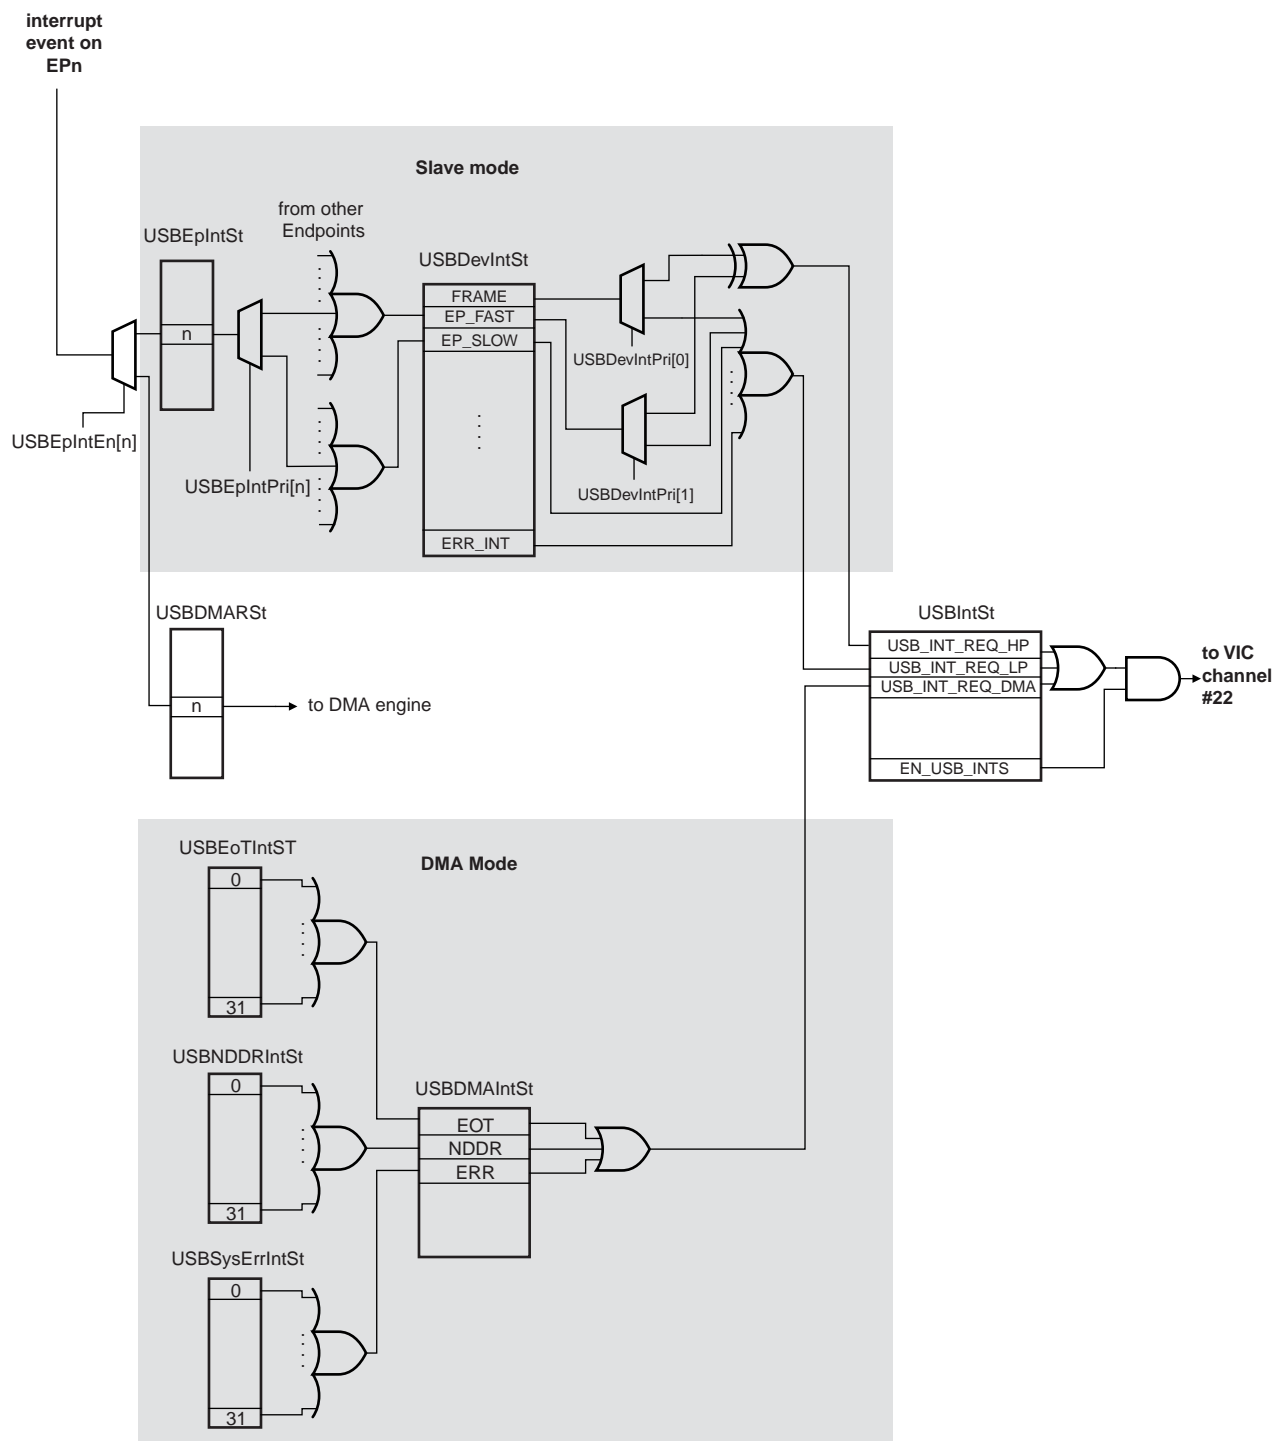 interrupt
event on
EPn
Slave mode
from other
Endpoints
USBEpIntSt
n
USBEpIntEn[n]
USBEpIntPri[n]
USBDevIntSt
FRAME
EP_FAST
EP_SLOW
ERR_INT
USBDevIntPri[0]
USBDevIntPri[1]
USBDMARSt
n
to DMA engine
USBIntSt
USB_INT_REQ_HP
USB_INT_REQ_LP
USB_INT_REQ_DMA
EN_USB_INTS
to VIC
channel
#22
DMA Mode
USBEoTIntST
0
31
USBNDDRIntSt
0
31
USBDMAIntSt
EOT
NDDR
ERR
USBSysErrIntSt
0
31